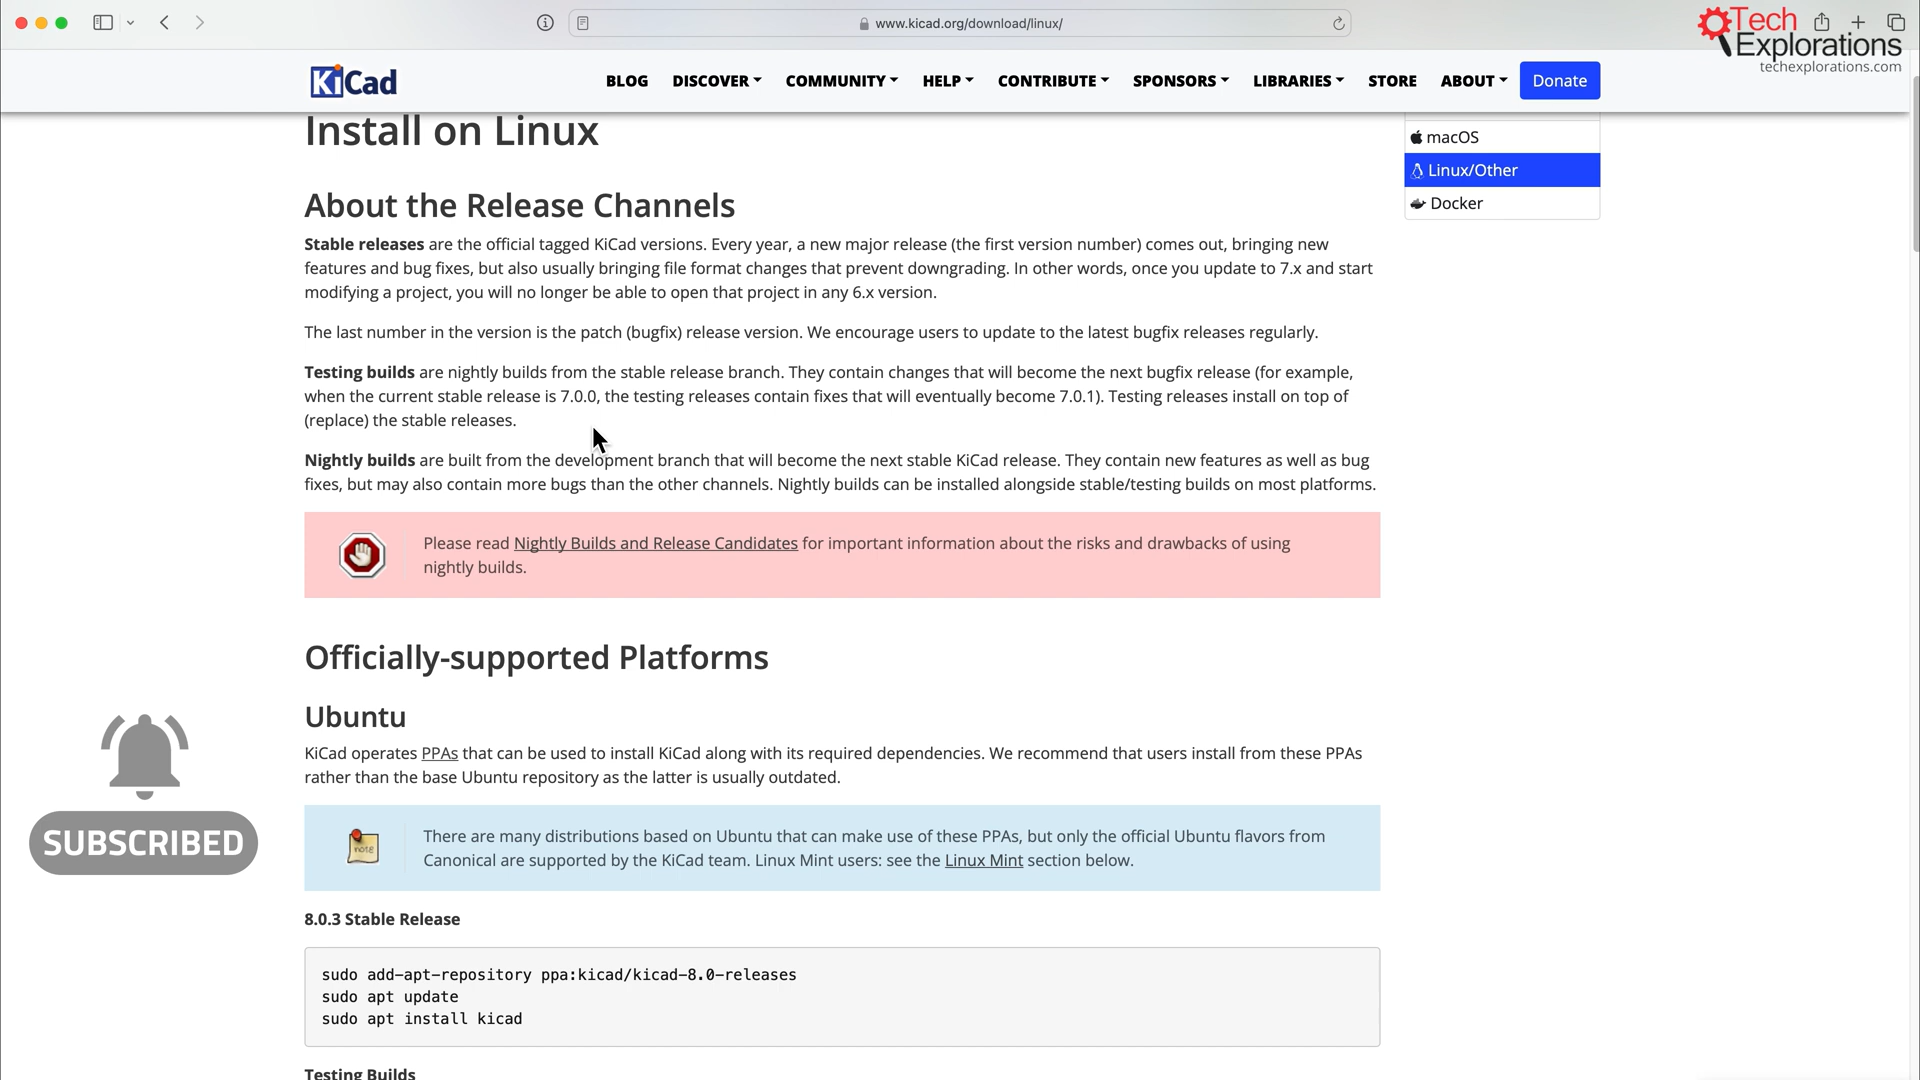 www.kicad.org/download/linux/
Tech
Explorations
techexplorations.com
KiCad
BLOG DISCOVER COMMUNITY HELP CONTRIBUTE SPONSORS LIBRARIES STORE ABOUT Donate
Install on Linux
macOS
Linux/Other
Docker
About the Release Channels
Stable releases are the official tagged KiCad versions. Every year, a new major release (the first version number) comes out, bringing new
features and bug fixes, but also usually bringing file format changes that prevent downgrading. In other words, once you update to 7.x and start
modifying a project, you will no longer be able to open that project in any 6.x version.
The last number in the version is the patch (bugfix) release version. We encourage users to update to the latest bugfix releases regularly.
Testing builds are nightly builds from the stable release branch. They contain changes that will become the next bugfix release (for example,
when the current stable release is 7.0.0, the testing releases contain fixes that will eventually become 7.0.1). Testing releases install on top of
(replace) the stable releases.
Nightly builds are built from the development branch that will become the next stable KiCad release. They contain new features as well as bug
fixes, but may also contain more bugs than the other channels. Nightly builds can be installed alongside stable/testing builds on most platforms.
Please read Nightly Builds and Release Candidates for important information about the risks and drawbacks of using
nightly builds.
Officially-supported Platforms
Ubuntu
KiCad operates PPAs that can be used to install KiCad along with its required dependencies. We recommend that users install from these PPAs
rather than the base Ubuntu repository as the latter is usually outdated.
note
There are many distributions based on Ubuntu that can make use of these PPAs, but only the official Ubuntu flavors from
Canonical are supported by the KiCad team. Linux Mint users: see the Linux Mint section below.
SUBSCRIBED
8.0.3 Stable Release
sudo add-apt-repository ppa:kicad/kicad-8.0-releases
sudo apt update
sudo apt install kicad
Testing Builds